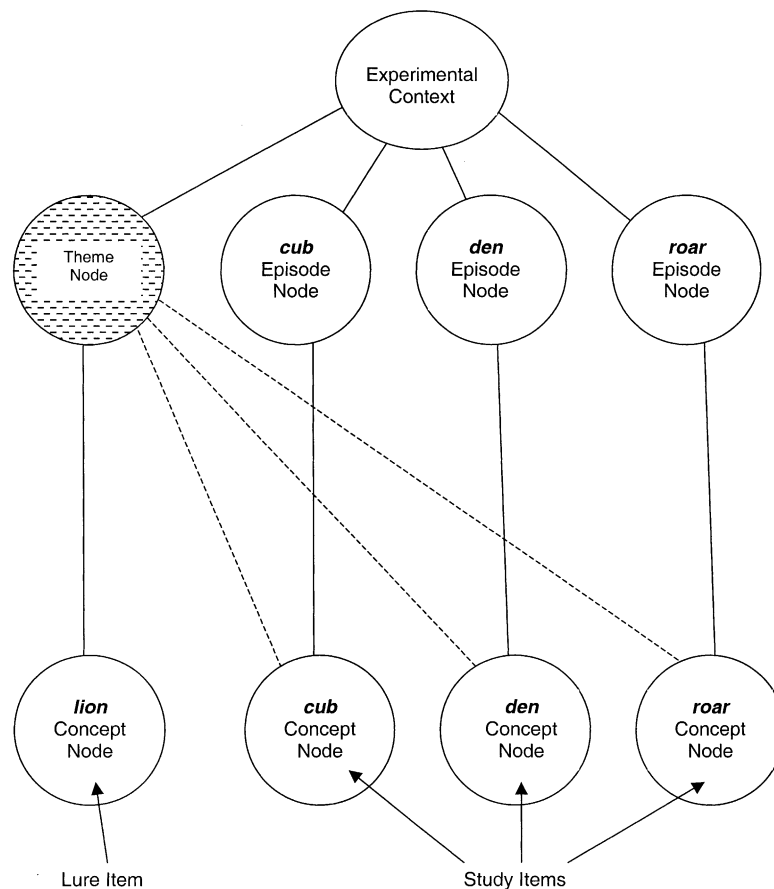 Experimental
Context
Theme
Node
cub
Episode
Node
den
Episode
Node
roar
Episode
Node
lion
Concept
Node
cub
Concept
Node
den
Concept
Node
roar
Concept
Node
Lure Item
Study Items